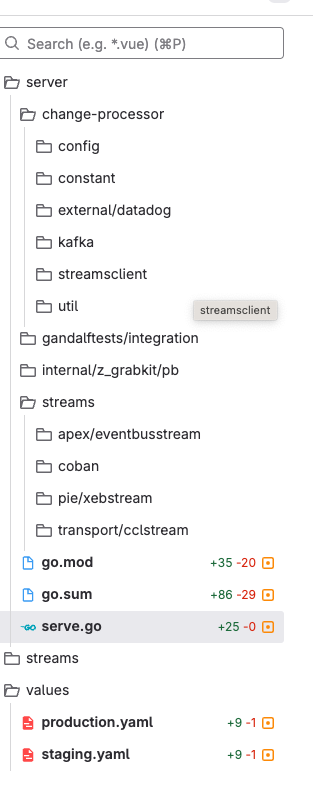 Search (e.g. *.vue) (⌘P)
server
change-processor
config
constant
external/datadog
kafka
streamsclient
util
streamsclient
gandalftests/integration
internal/z_grabkit/pb
streams
apex/eventbusstream
coban
pie/xebstream
transport/cclstream
go.mod +35 -20
go.sum +86 -29
GO serve.go +25 -0
streams
values
production.yaml +9 -1
staging.yaml +9 -1